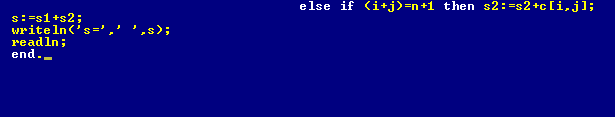 else if (i+j)=n+1 then s2:=s2+c[i,j];
s:=s1+s2;
writeln('s=',' ',s);
readln;
end.